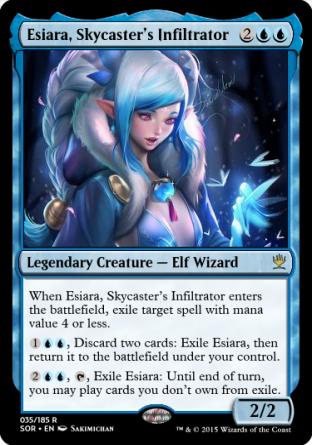 Esiara, Skycaster's Infiltrator 2
Legendary Creature — Elf Wizard
When Esiara, Skycaster's Infiltrator enters
the battlefield, exile target spell with mana
value 4 or less.
1, Discard two cards: Exile Esiara, then
return it to the battlefield under your control.
2, Exile Esiara: Until end of turn,
you may play cards you don't own from exile.
2/2
035/185 R
SOR • EN Sakimichan
™ & © 2015 Wizards of the Coast